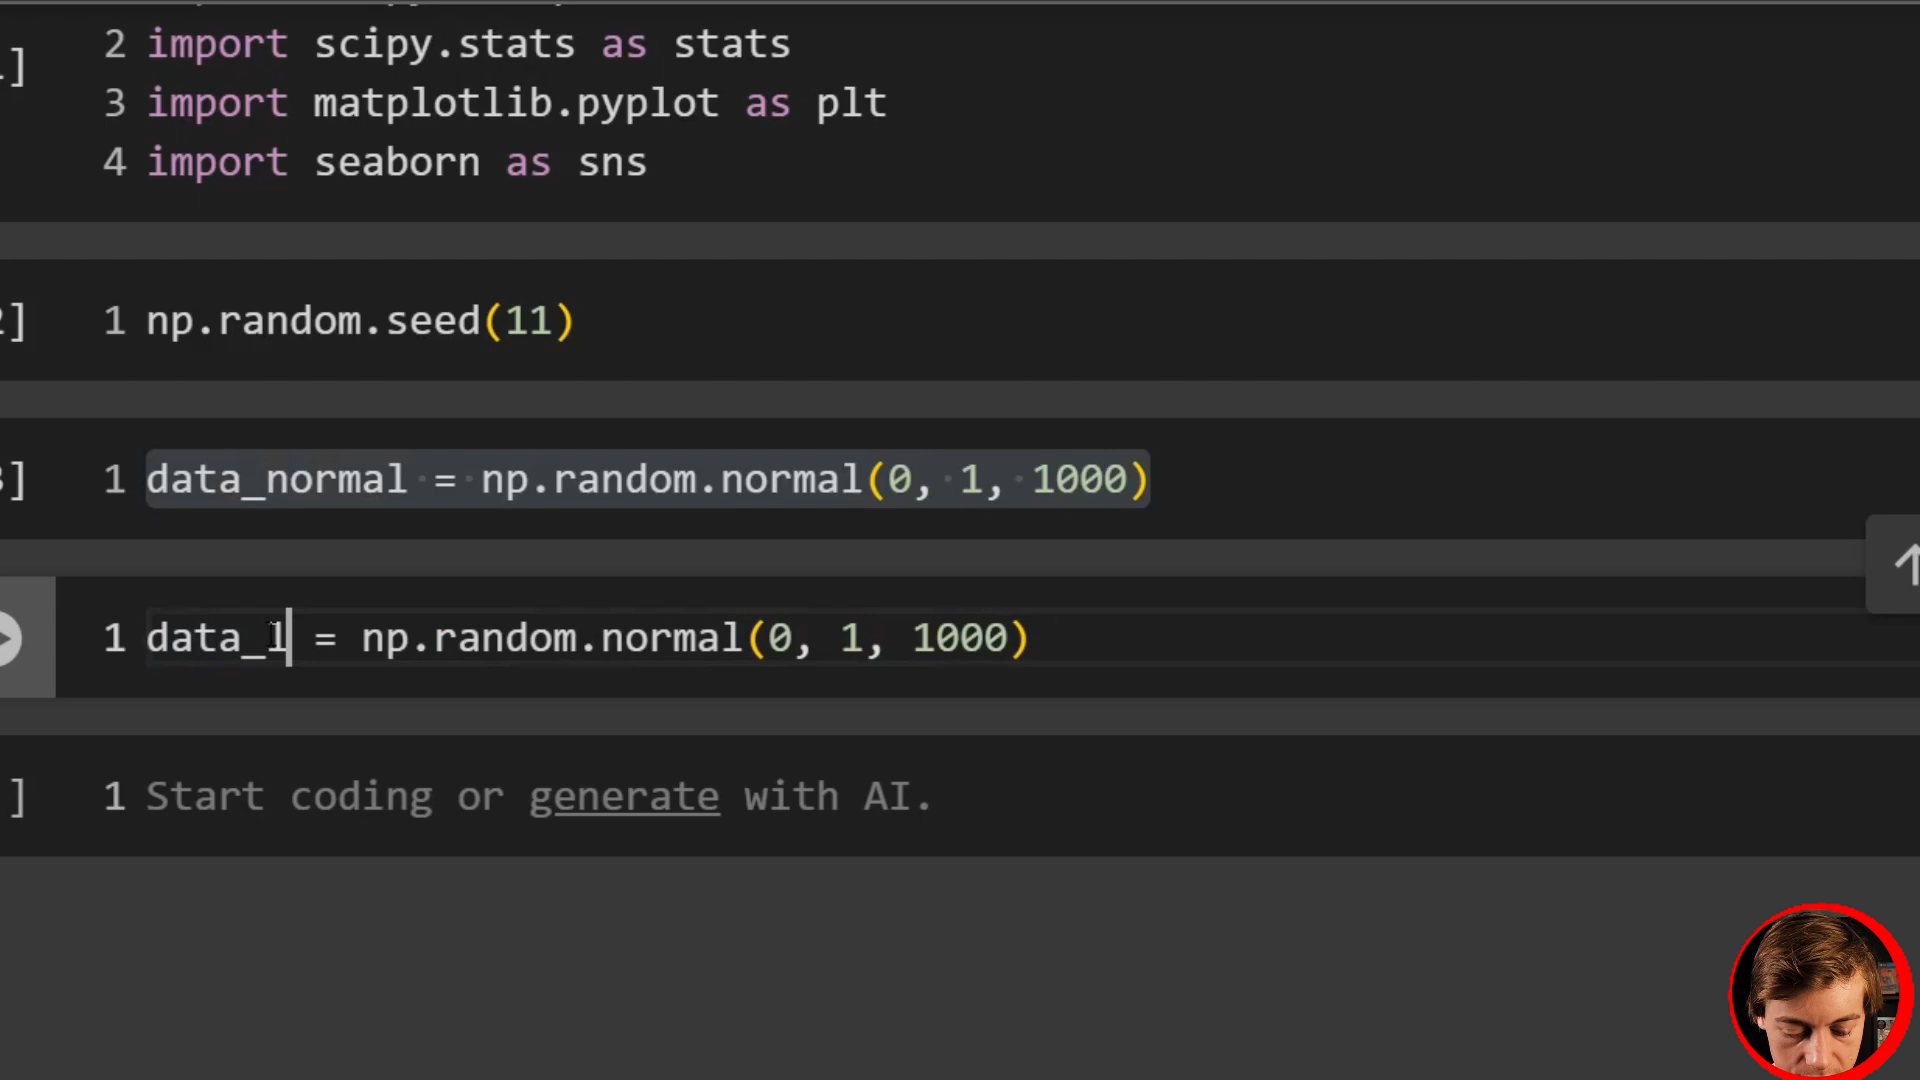 2 import scipy.stats as stats
3 import matplotlib.pyplot as plt
4 import seaborn as sns
1 np.random.seed(11)
1 data_normal = np.random.normal(0, 1, 1000)
1 data_l = np.random.normal(0, 1, 1000)
1 Start coding or generate with AI.